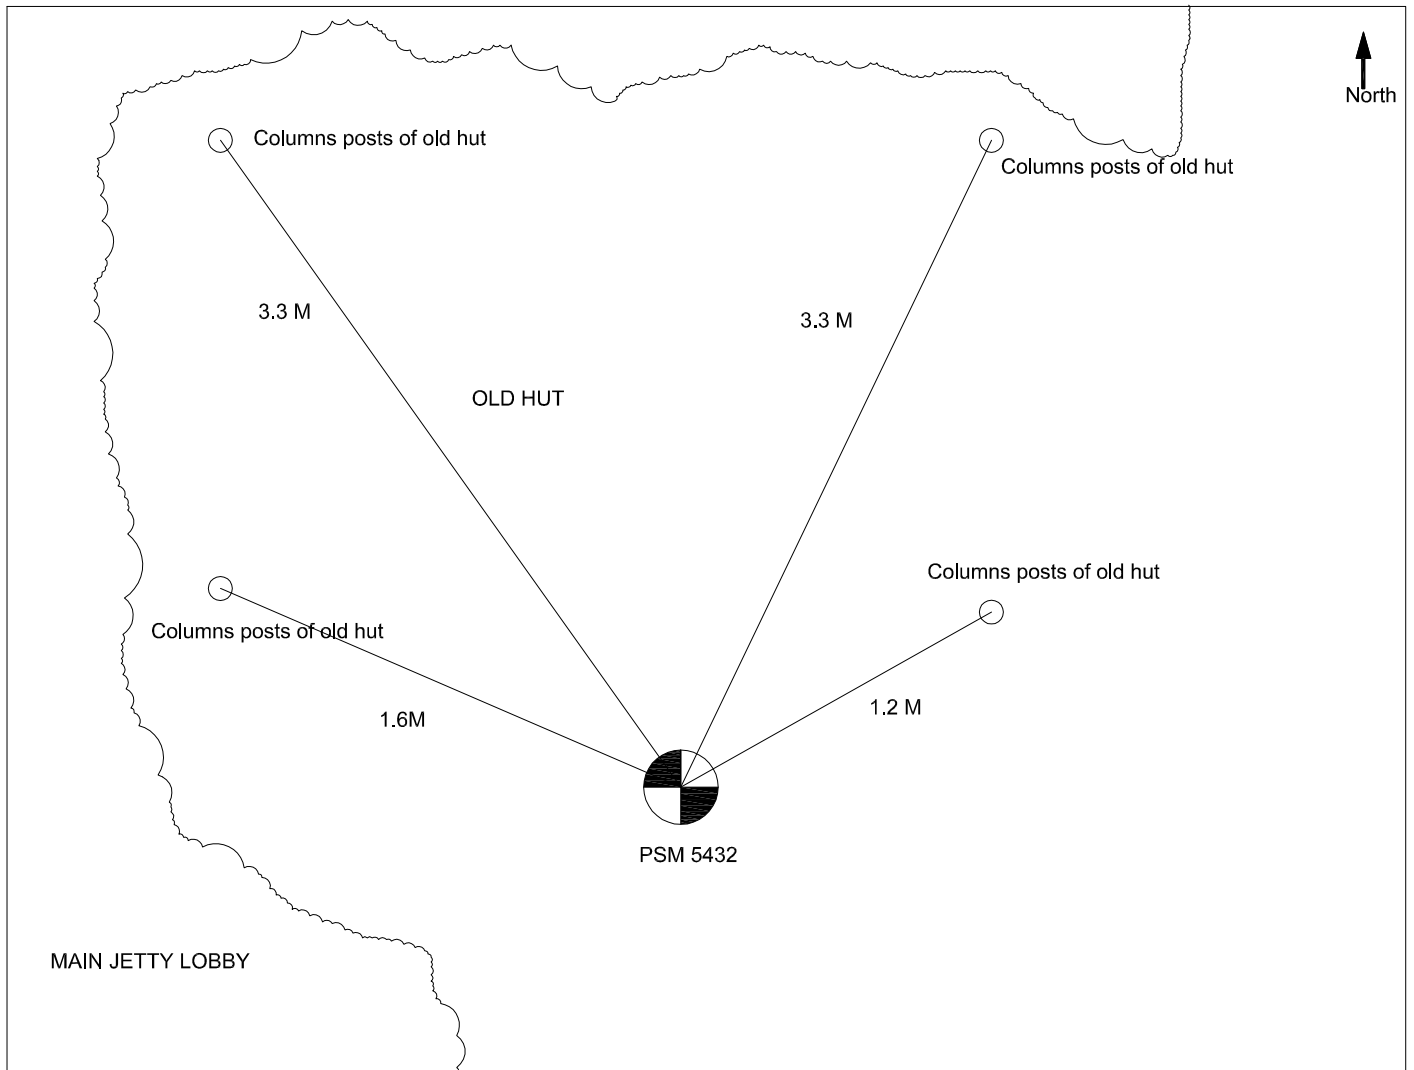 North
Columns posts of old hut
Columns posts of old hut
3.3 M
3.3 M
OLD HUT
Columns posts of old hut
Columns posts of old hut
1.2 M
1.6M
PSM 5432
MAIN JETTY LOBBY